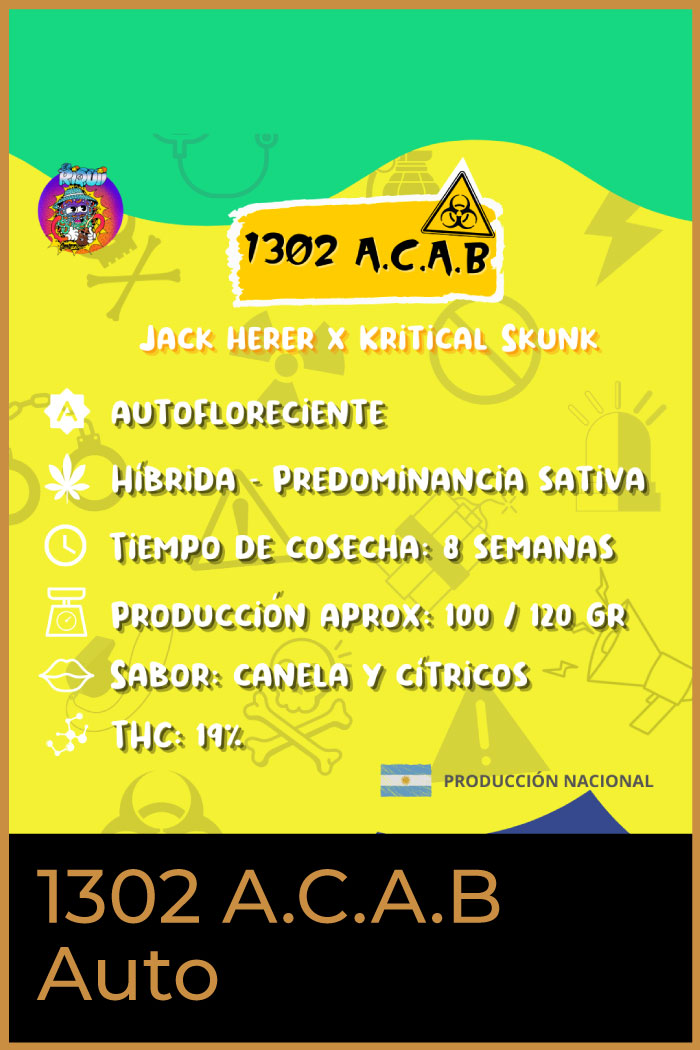 RIQUI
1302 A.C.A.B
Jack herer x Kritical Skunk
A
Autofloreciente
Híbrida - Predominancia sativa
Tiempo de cosecha: 8 semanas
Producción aprox: 100 / 120 gr
Sabor: canela y cítricos
THC: 19%
PRODUCCIÓN NACIONAL
1302 A.C.A.B
Auto